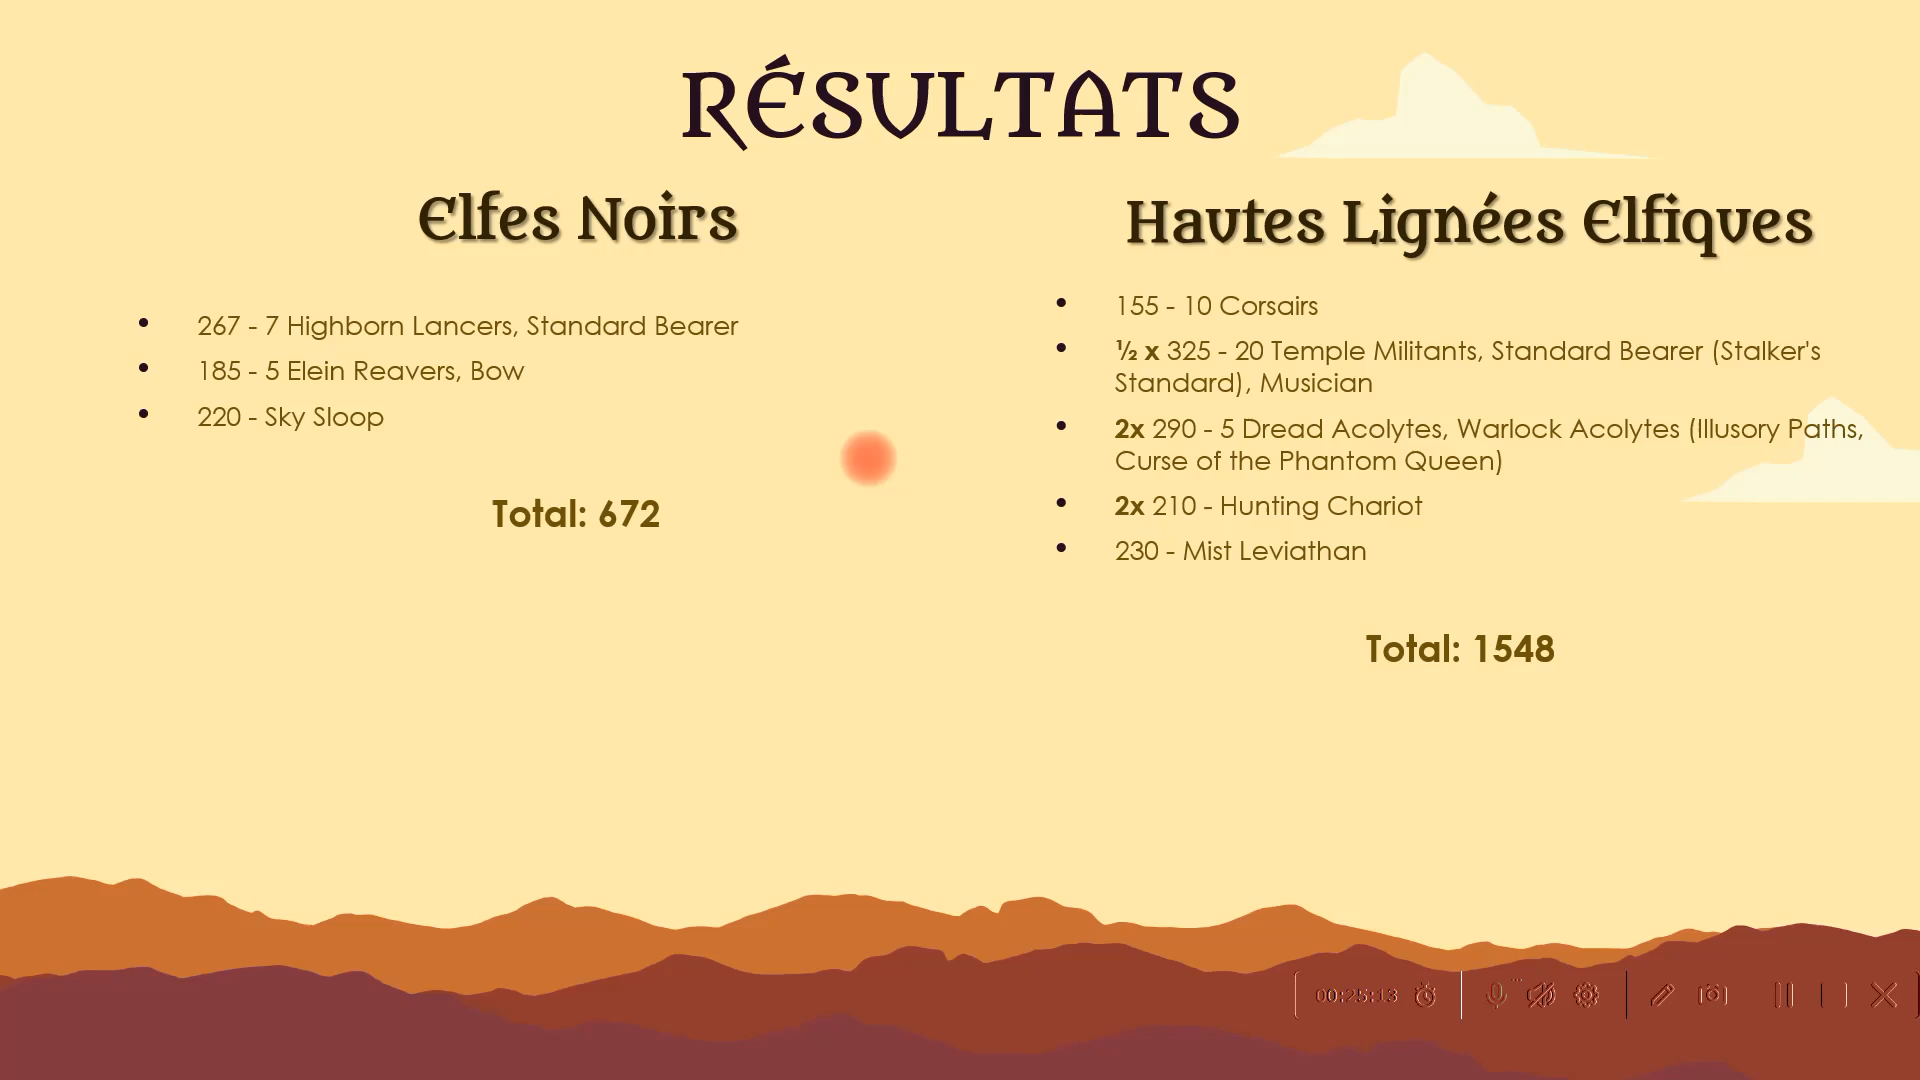 RÉSULTATS
Elfes Noirs
• 267 - 7 Highborn Lancers, Standard Bearer
• 185 - 5 Elein Reavers, Bow
• 220 - Sky Sloop
Total: 672
Hautes Lignées Elfiques
• 155 - 10 Corsairs
• ½ x 325 - 20 Temple Militants, Standard Bearer (Stalker's
Standard), Musician
• 2x 290 - 5 Dread Acolytes, Warlock Acolytes (Illusory Paths,
Curse of the Phantom Queen)
• 2x 210 - Hunting Chariot
• 230 - Mist Leviathan
Total: 1548
00:25:13